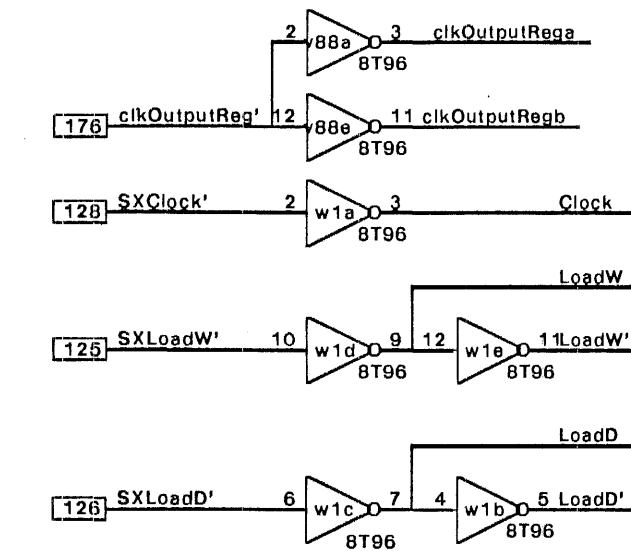 2 v88a 3 clkOutputRega
8T96
176 clkOutputReg' 12 v88e 11 clkOutputRegb
8T96
128 SXClock' 2 w1a 3 Clock
8T96
LoadW
125 SXLoadW' 10 w1d 9 12 w1e 11 LoadW'
8T96 8T96
LoadD
126 SXLoadD' 6 w1c 7 4 w1b 5 LoadD'
8T96 8T96